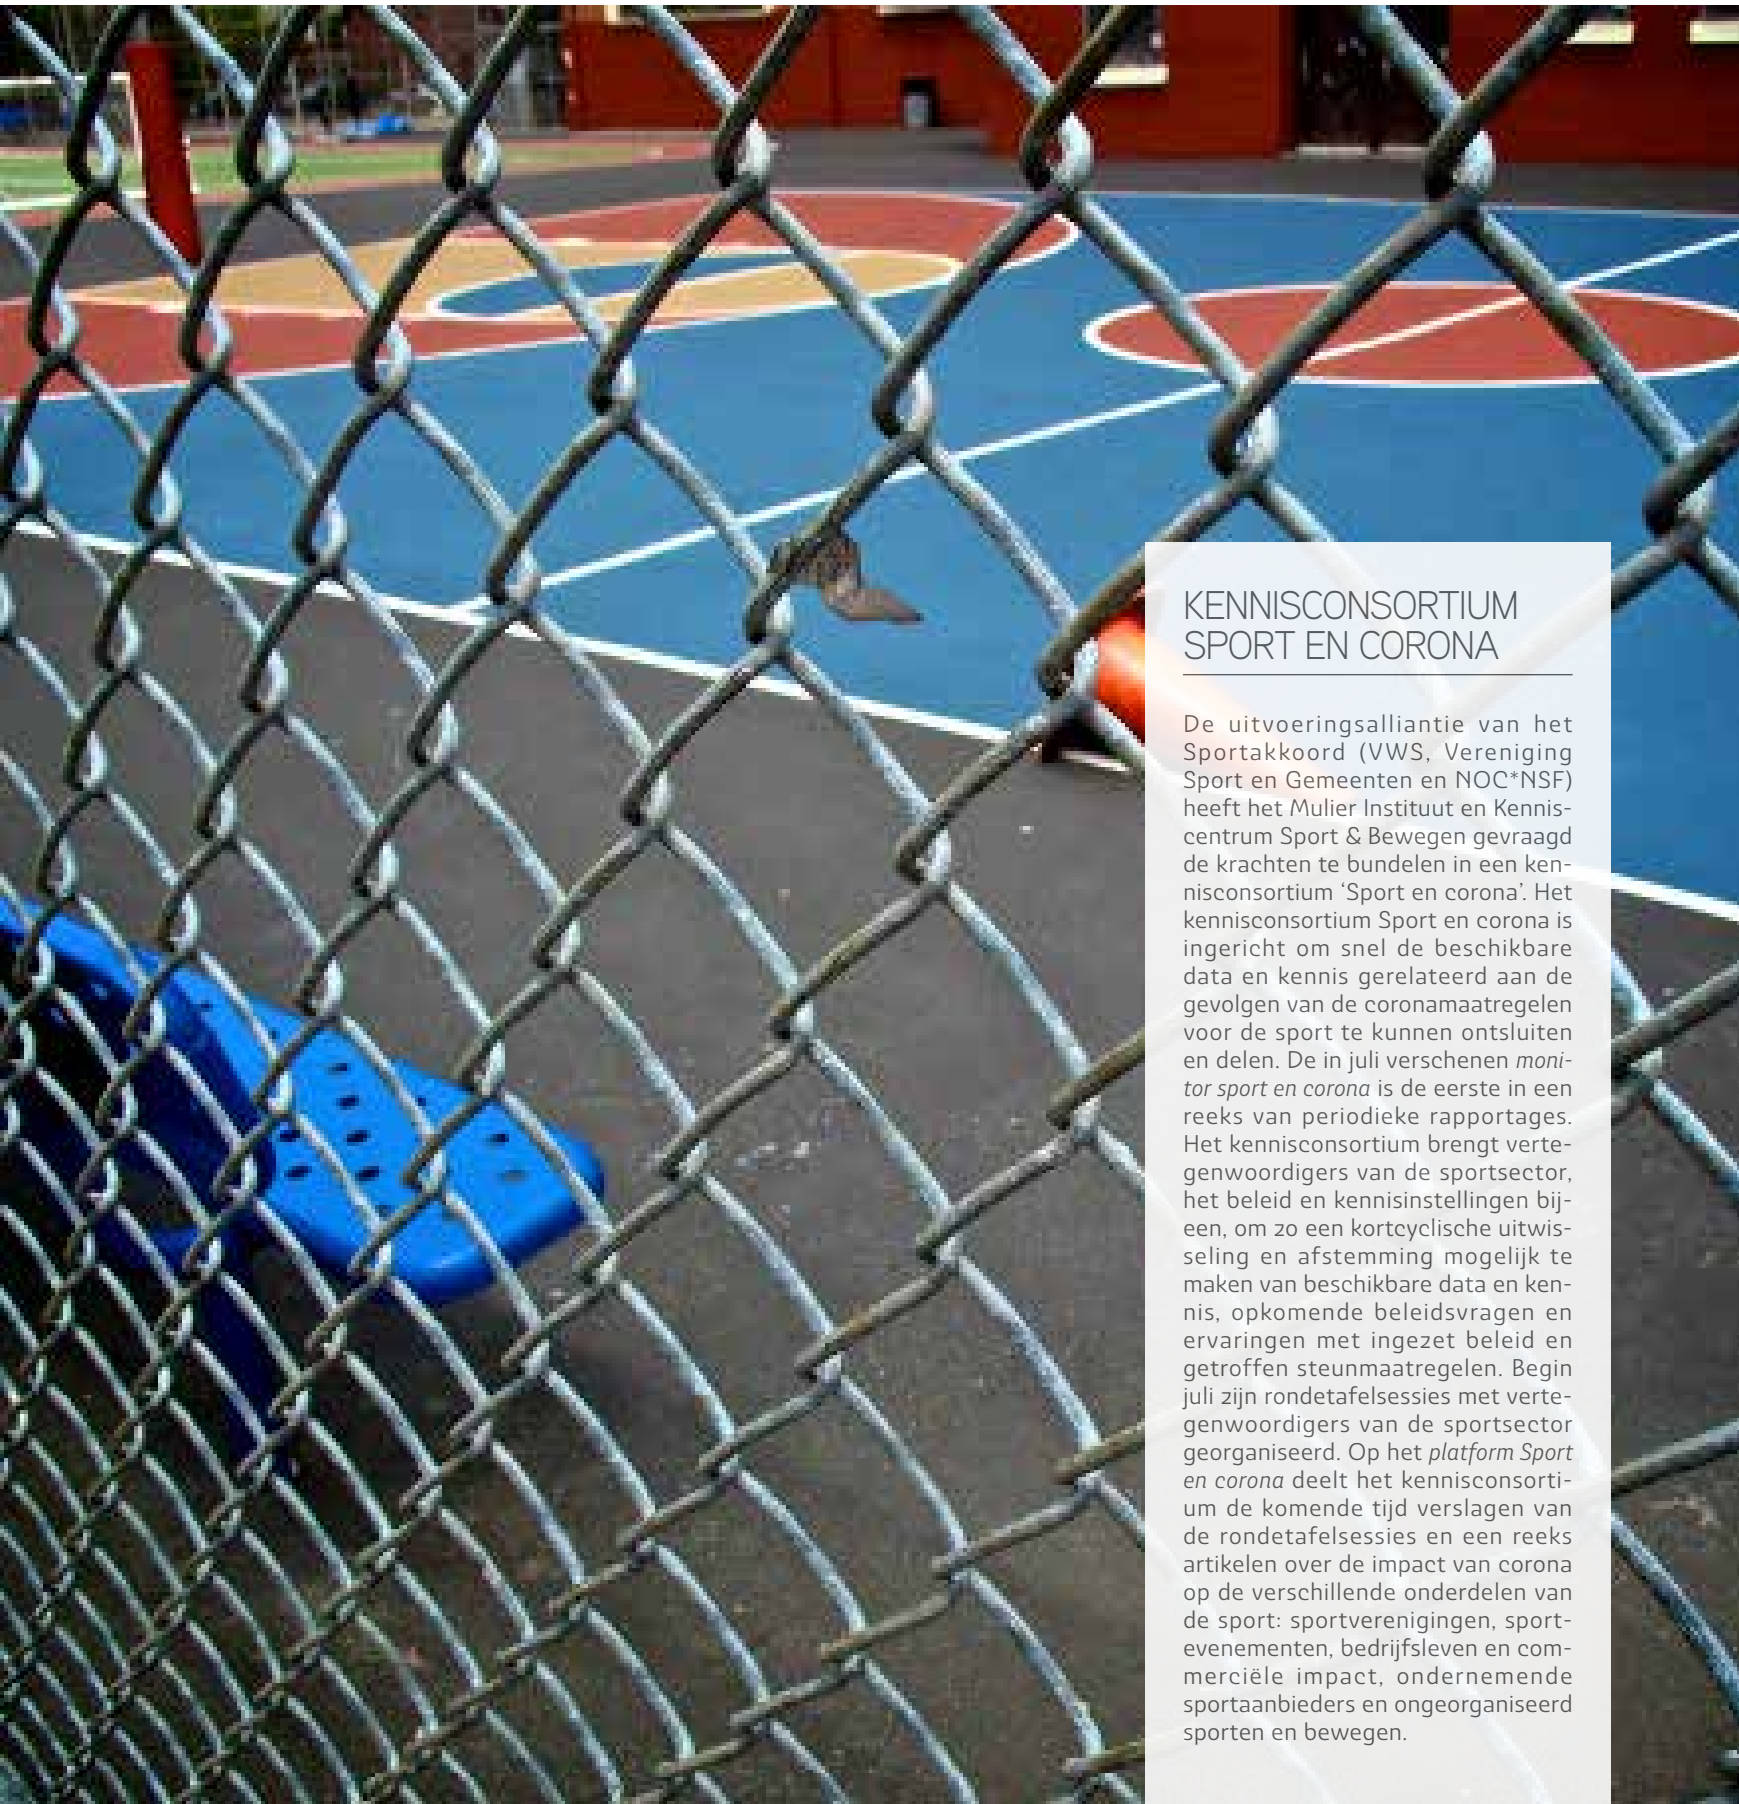 KENNISCONSORTIUM
SPORT EN CORONA
De uitvoeringsalliantie van het
Sportakkoord (VWS, Vereniging
Sport en Gemeenten en NOC*NSF)
heeft het Mulier Instituut en Kennis-
centrum Sport & Bewegen gevraagd
de krachten te bundelen in een ken-
nisconsortium ‘Sport en corona’. Het
kennisconsortium Sport en corona is
ingericht om snel de beschikbare
data en kennis gerelateerd aan de
gevolgen van de coronamaatregelen
voor de sport te kunnen ontsluiten
en delen. De in juli verschenen moni-
tor sport en corona is de eerste in een
reeks van periodieke rapportages.
Het kennisconsortium brengt verte-
genwoordigers van de sportsector,
het beleid en kennisinstellingen bij-
een, om zo een kortcyclische uitwis-
seling en afstemming mogelijk te
maken van beschikbare data en ken-
nis, opkomende beleidsvragen en
ervaringen met ingezet beleid en
getroffen steunmaatregelen. Begin
juli zijn rondetafelsessies met verte-
genwoordigers van de sportsector
georganiseerd. Op het platform Sport
en corona deelt het kennisconsorti-
um de komende tijd verslagen van
de rondetafelsessies en een reeks
artikelen over de impact van corona
op de verschillende onderdelen van
de sport: sportverenigingen, sport-
evenementen, bedrijfsleven en com-
merciële impact, ondernemende
sportaanbieders en ongeorganiseerd
sporten en bewegen.